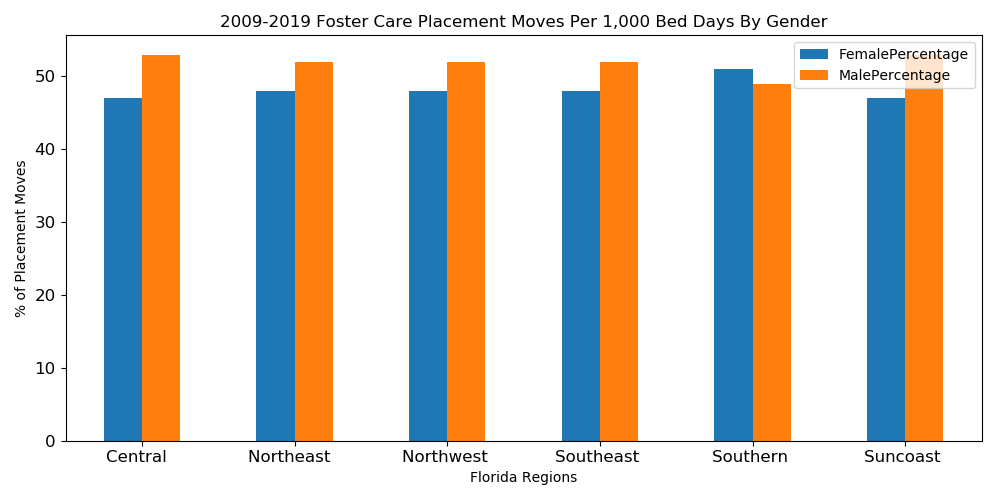 2009-2019 Foster Care Placement Moves Per 1,000 Bed Days By Gender
FemalePercentage
MalePercentage
% of Placement Moves
50
40
30
20
10
0
Central
Northeast
Northwest
Southeast
Southern
Suncoast
Florida Regions